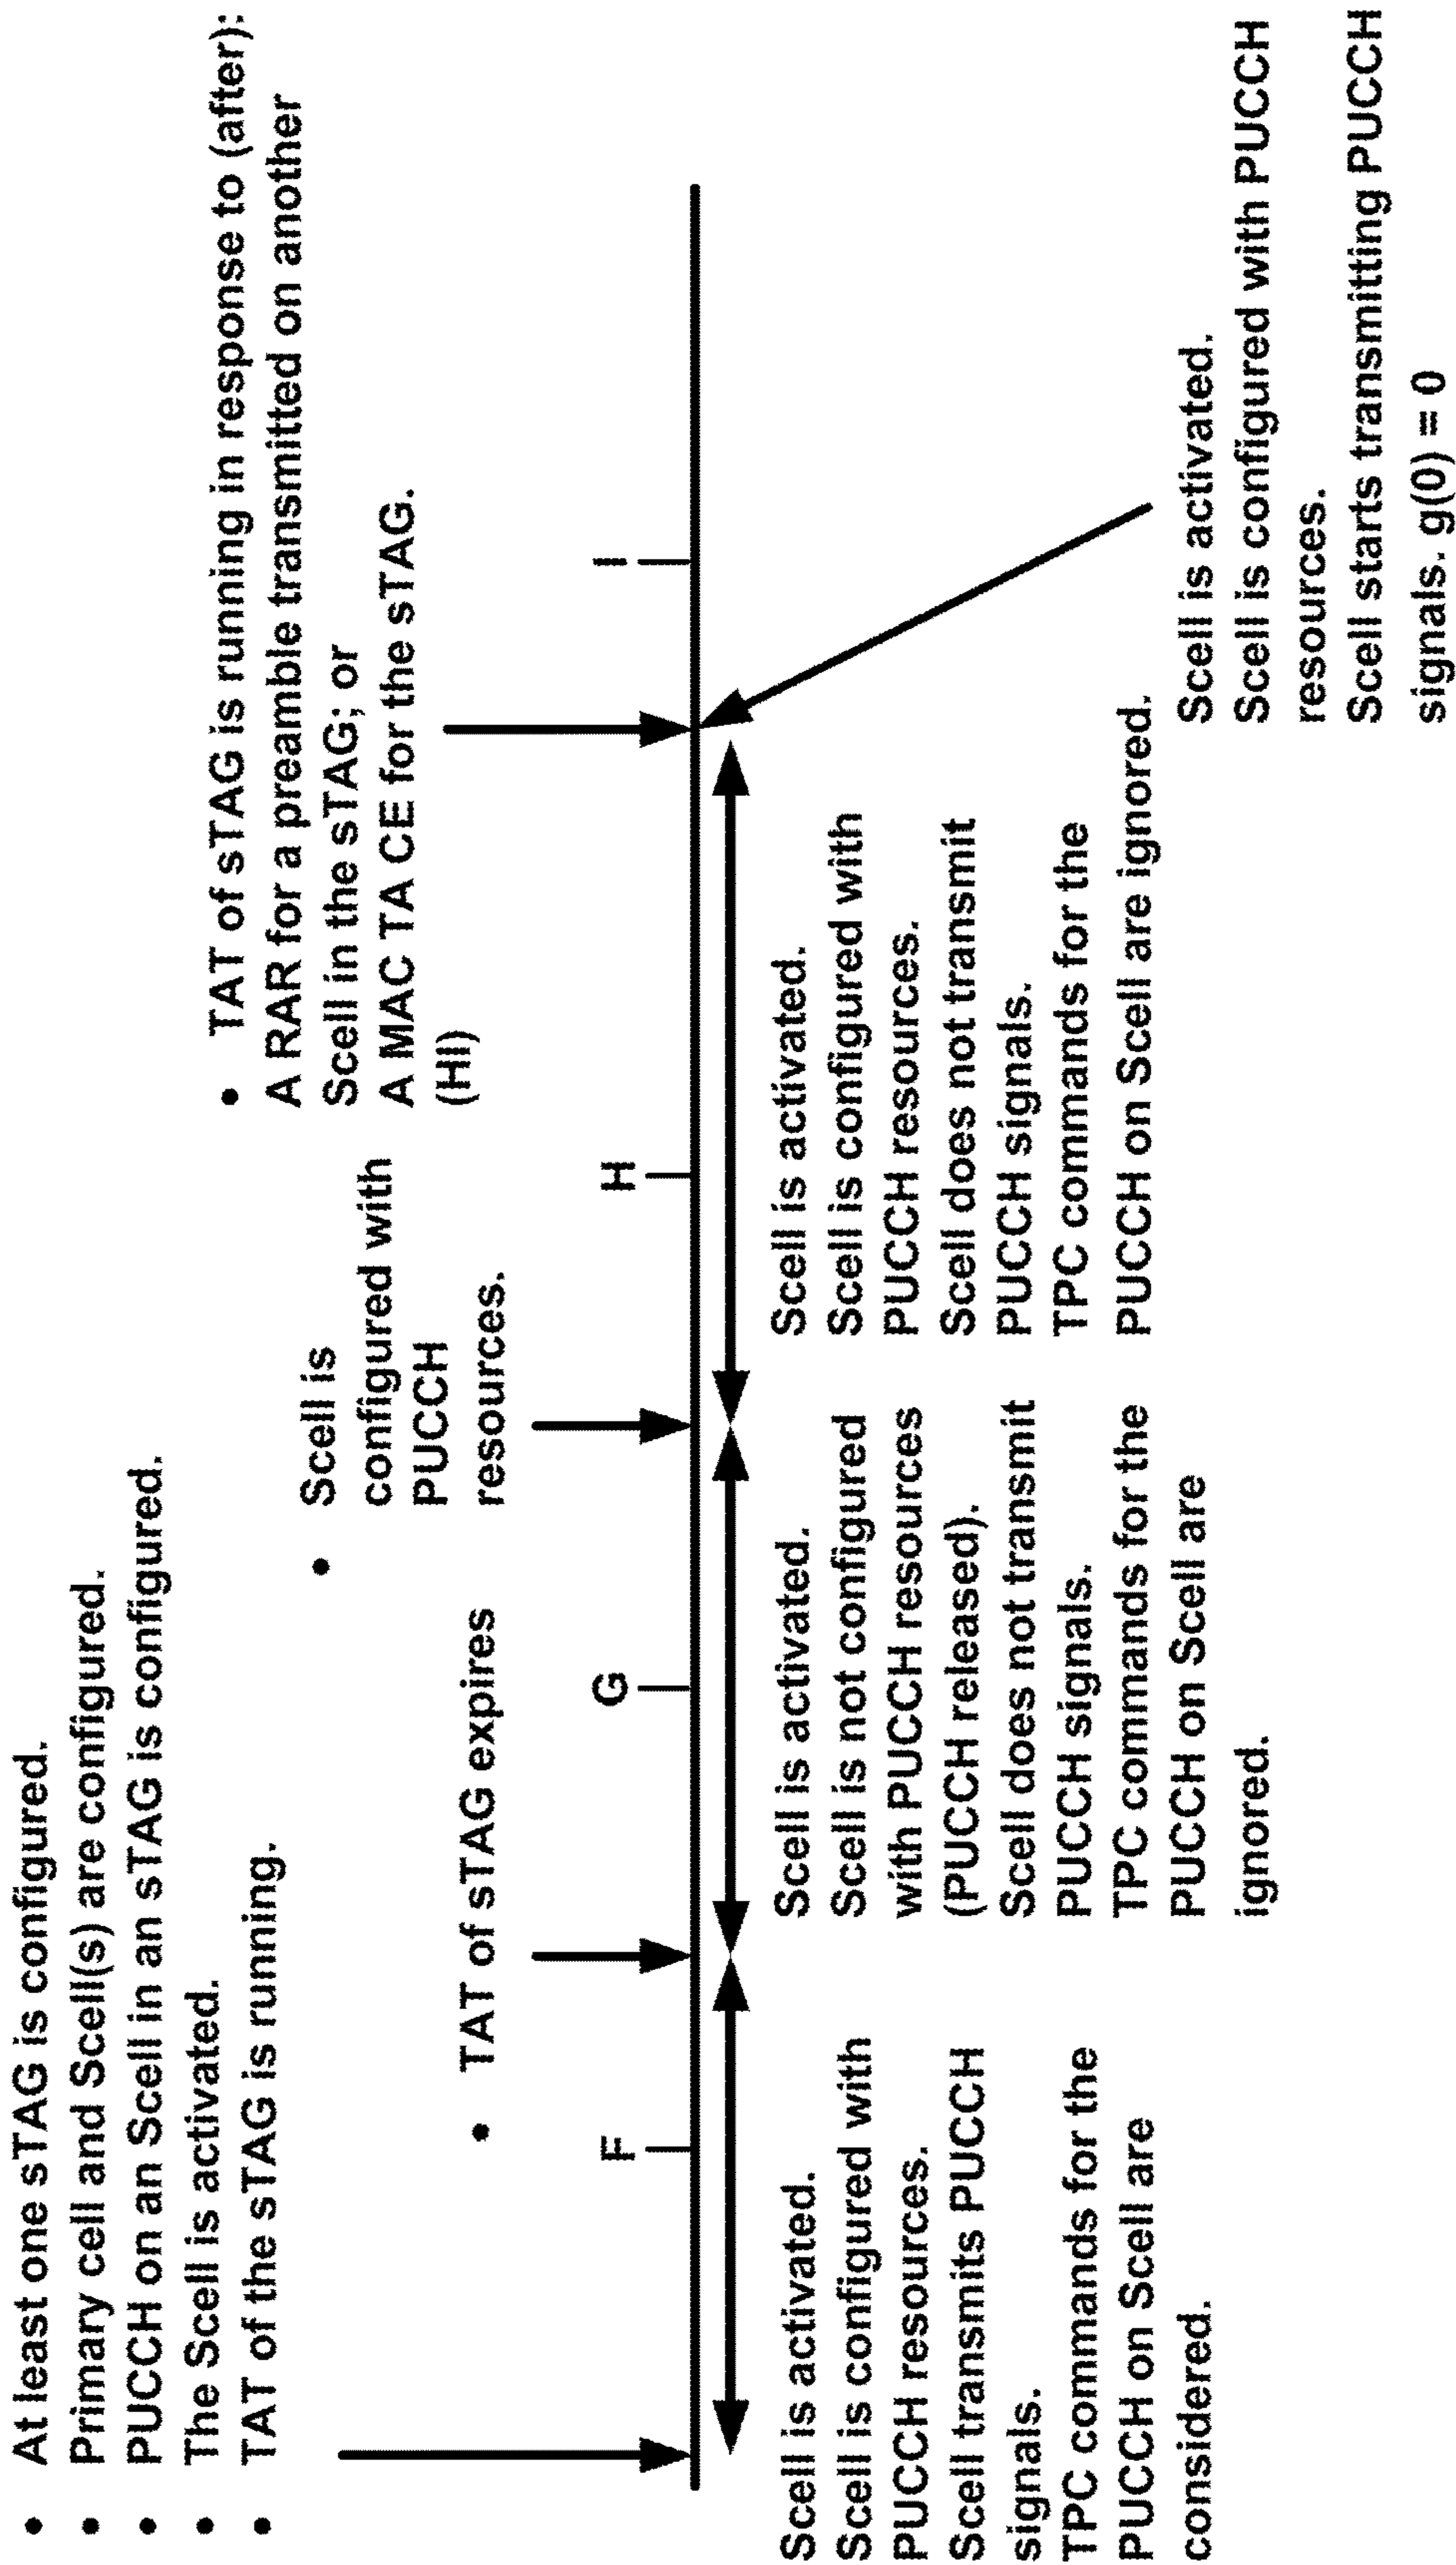 • At least one sTAG is configured.
• Primary cell and Scell(s) are configured.
• PUCCH on an Scell in an sTAG is configured.
• The Scell is activated.
• TAT of the sTAG is running.
• TAT of sTAG expires
• Scell is
configured with
PUCCH
resources.
• TAT of sTAG is running in response to (after):
A RAR for a preamble transmitted on another
Scell in the sTAG; or
A MAC TA CE for the sTAG.
(HI)
F
G
H
I
Scell is activated.
Scell is configured with
PUCCH resources.
Scell transmits PUCCH
signals.
TPC commands for the
PUCCH on Scell are
considered.
Scell is activated.
Scell is not configured
with PUCCH resources
(PUCCH released).
Scell does not transmit
PUCCH signals.
TPC commands for the
PUCCH on Scell are
ignored.
Scell is activated.
Scell is configured with
PUCCH resources.
Scell does not transmit
PUCCH signals.
TPC commands for the
PUCCH on Scell are ignored.
Scell is activated.
Scell is configured with PUCCH
resources.
Scell starts transmitting PUCCH
signals. g(0) = 0